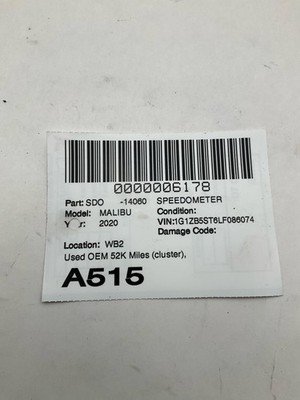 0000006178
Part: SDO -14060 SPEEDOMETER
Model: MALIBU Condition:
Year: 2020 VIN:1G1ZB5ST6LF086074
Damage Code:
Location: WB2
Used OEM 52K Miles (cluster),
A515